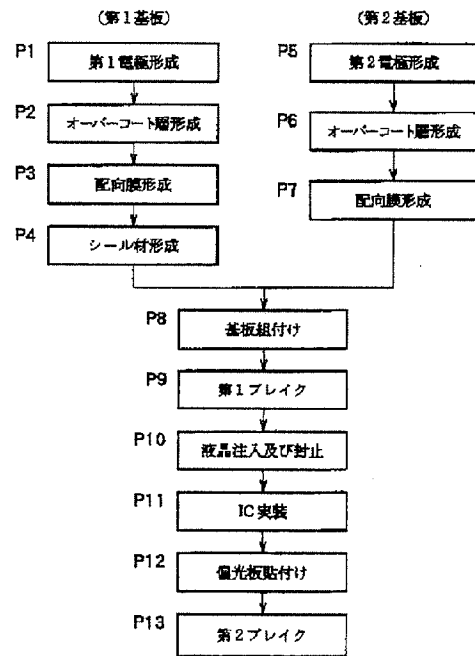 (第1基板)
P1
第1電極形成
P2
オーバーコート層形成
P3
配向膜形成
P4
シール材形成
(第2基板)
P5
第2電極形成
P6
オーバーコート層形成
P7
配向膜形成
P8
基板組付け
P9
第1ブレイク
P10
液晶注入及び封止
P11
IC実装
P12
偏光板貼付け
P13
第2ブレイク